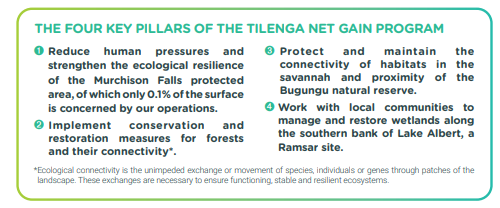 THE FOUR KEY PILLARS OF THE TILENGA NET GAIN PROGRAM
1 Reduce human pressures and
strengthen the ecological resilience
of the Murchison Falls protected
area, of which only 0.1% of the surface
is concerned by our operations.
2 Implement conservation and
restoration measures for forests
and their connectivity*.
3 Protect and maintain the
connectivity of habitats in the
savannah and proximity of the
Bugungu natural reserve.
4 Work with local communities to
manage and restore wetlands along
the southern bank of Lake Albert, a
Ramsar site.
*Ecological connectivity is the unimpeded exchange or movement of species, individuals or genes through patches of the
landscape. These exchanges are necessary to ensure functioning, stable and resilient ecosystems.